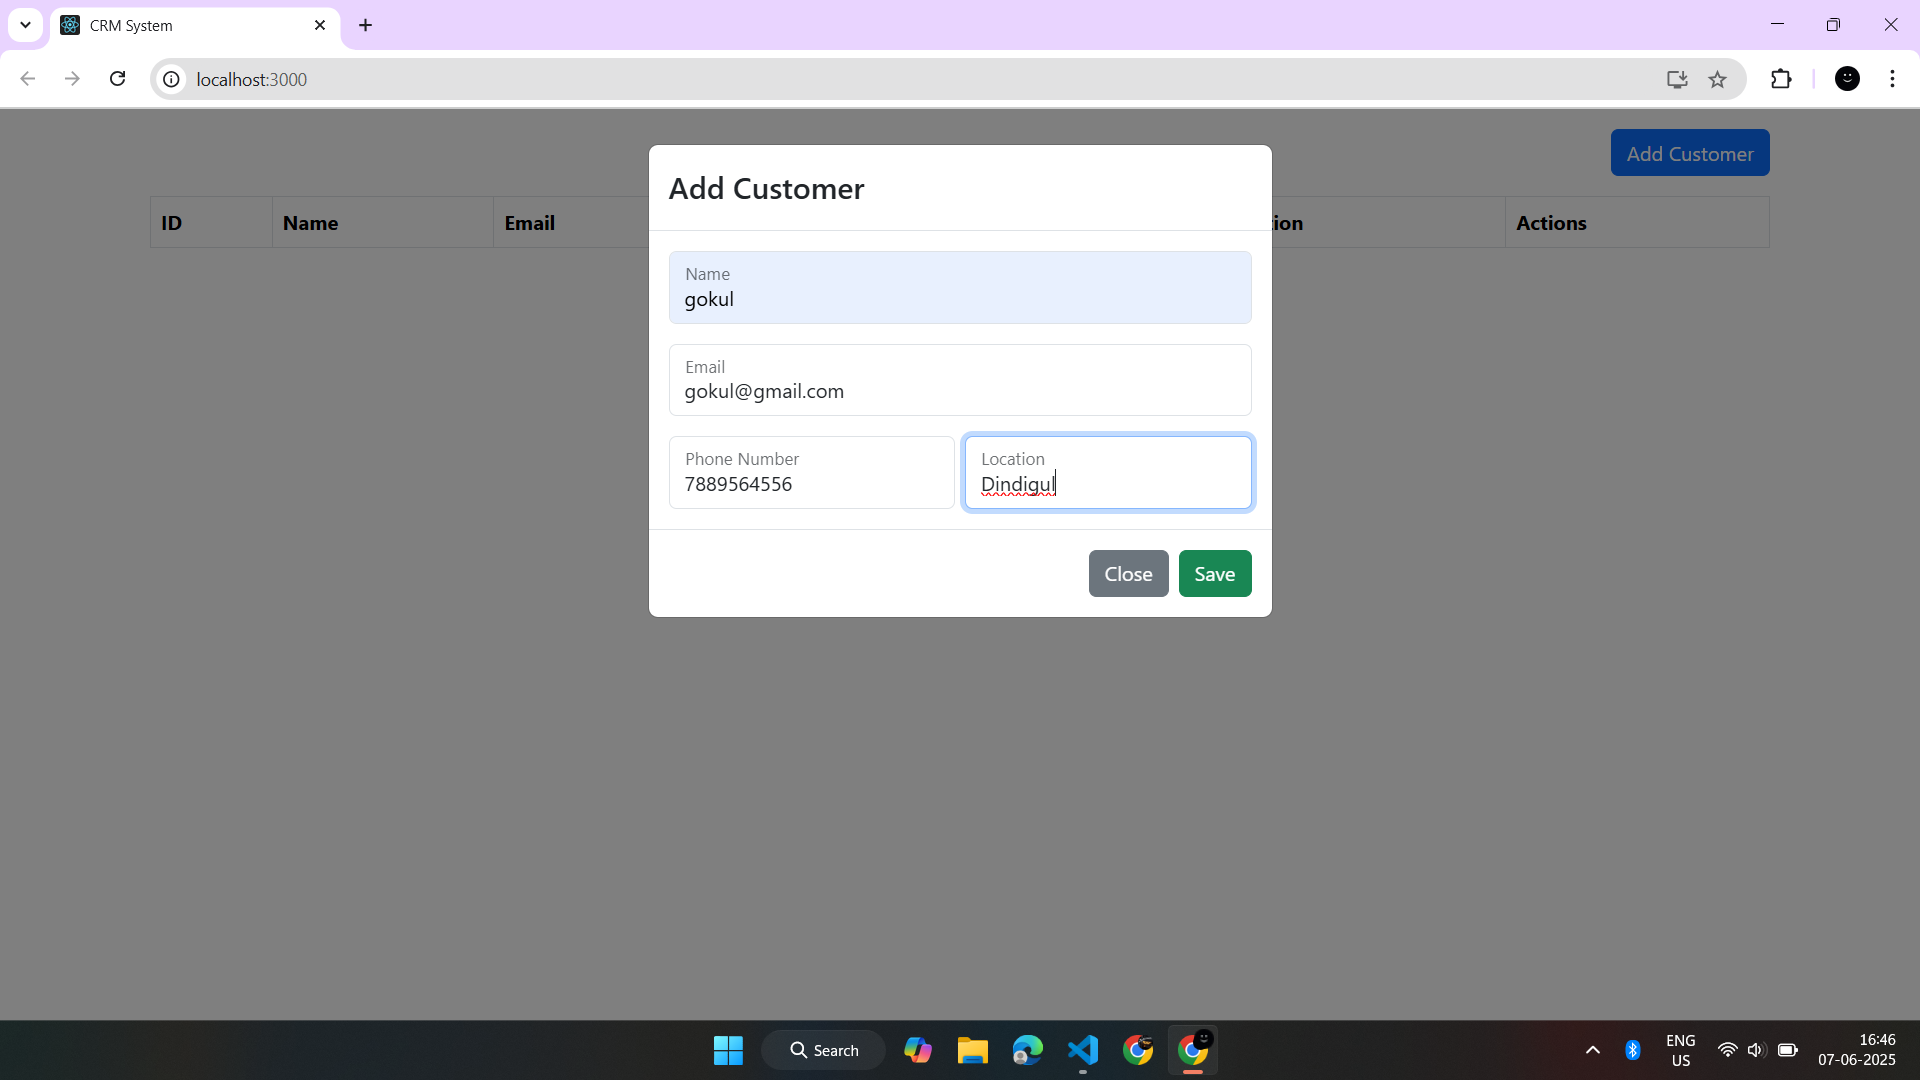 CRM System
localhost:3000
Add Customer
Add Customer
ID Name Email tion Actions
Name
gokul
Email
gokul@gmail.com
Phone Number Location
7889564556 Dindigul
Close Save
Search
ENG
US
16:46
07-06-2025